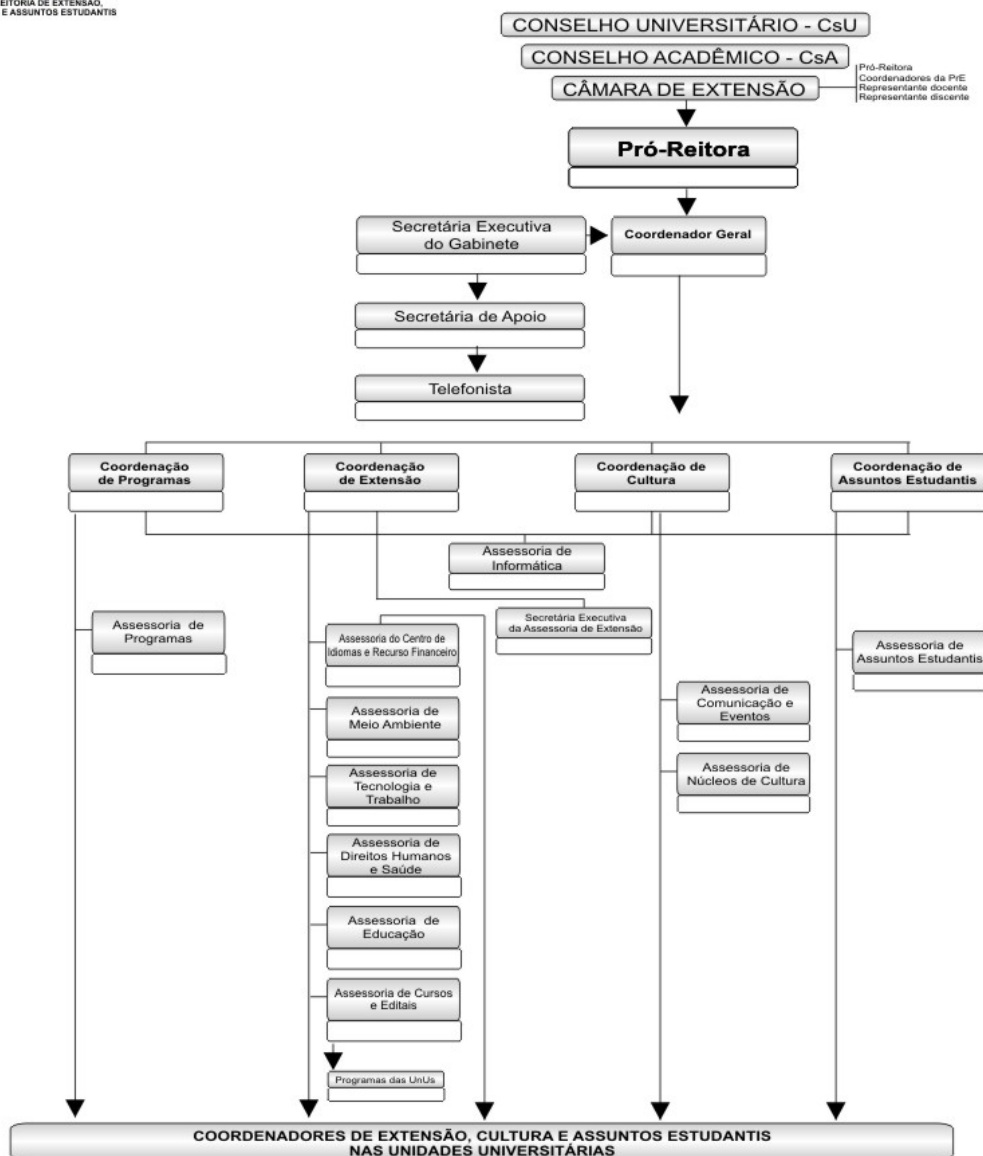 E ASSUNTOS ESTUDANTIS
CONSELHO UNIVERSITÁRIO - CsU
CONSELHO ACADÊMICO - CsA
CÂMARA DE EXTENSÃO
Pró-Reitora
Coordenadores da PrE
Representante docente
Representante discente
Pró-Reitora
Secretária Executiva
do Gabinete
Coordenador Geral
Secretária de Apoio
Telefonista
Coordenação
de Programas
Coordenação
de Extensão
Coordenação de
Cultura
Coordenação de
Assuntos Estudantis
Assessoria de
Informática
Assessoria de
Programas
Assessoria do Centro de
Idiomas e Recurso Financeiro
Secretária Executiva
da Assessoria de Extensão
Assessoria de
Assuntos Estudantis
Assessoria de
Meio Ambiente
Assessoria de
Comunicação e
Eventos
Assessoria de
Tecnologia e
Trabalho
Assessoria de
Núcleos de Cultura
Assessoria de
Direitos Humanos
e Saúde
Assessoria de
Educação
Assessoria de Cursos
e Editais
Programas das UnUs
COORDENADORES DE EXTENSÃO, CULTURA E ASSUNTOS ESTUDANTIS
NAS UNIDADES UNIVERSITÁRIAS